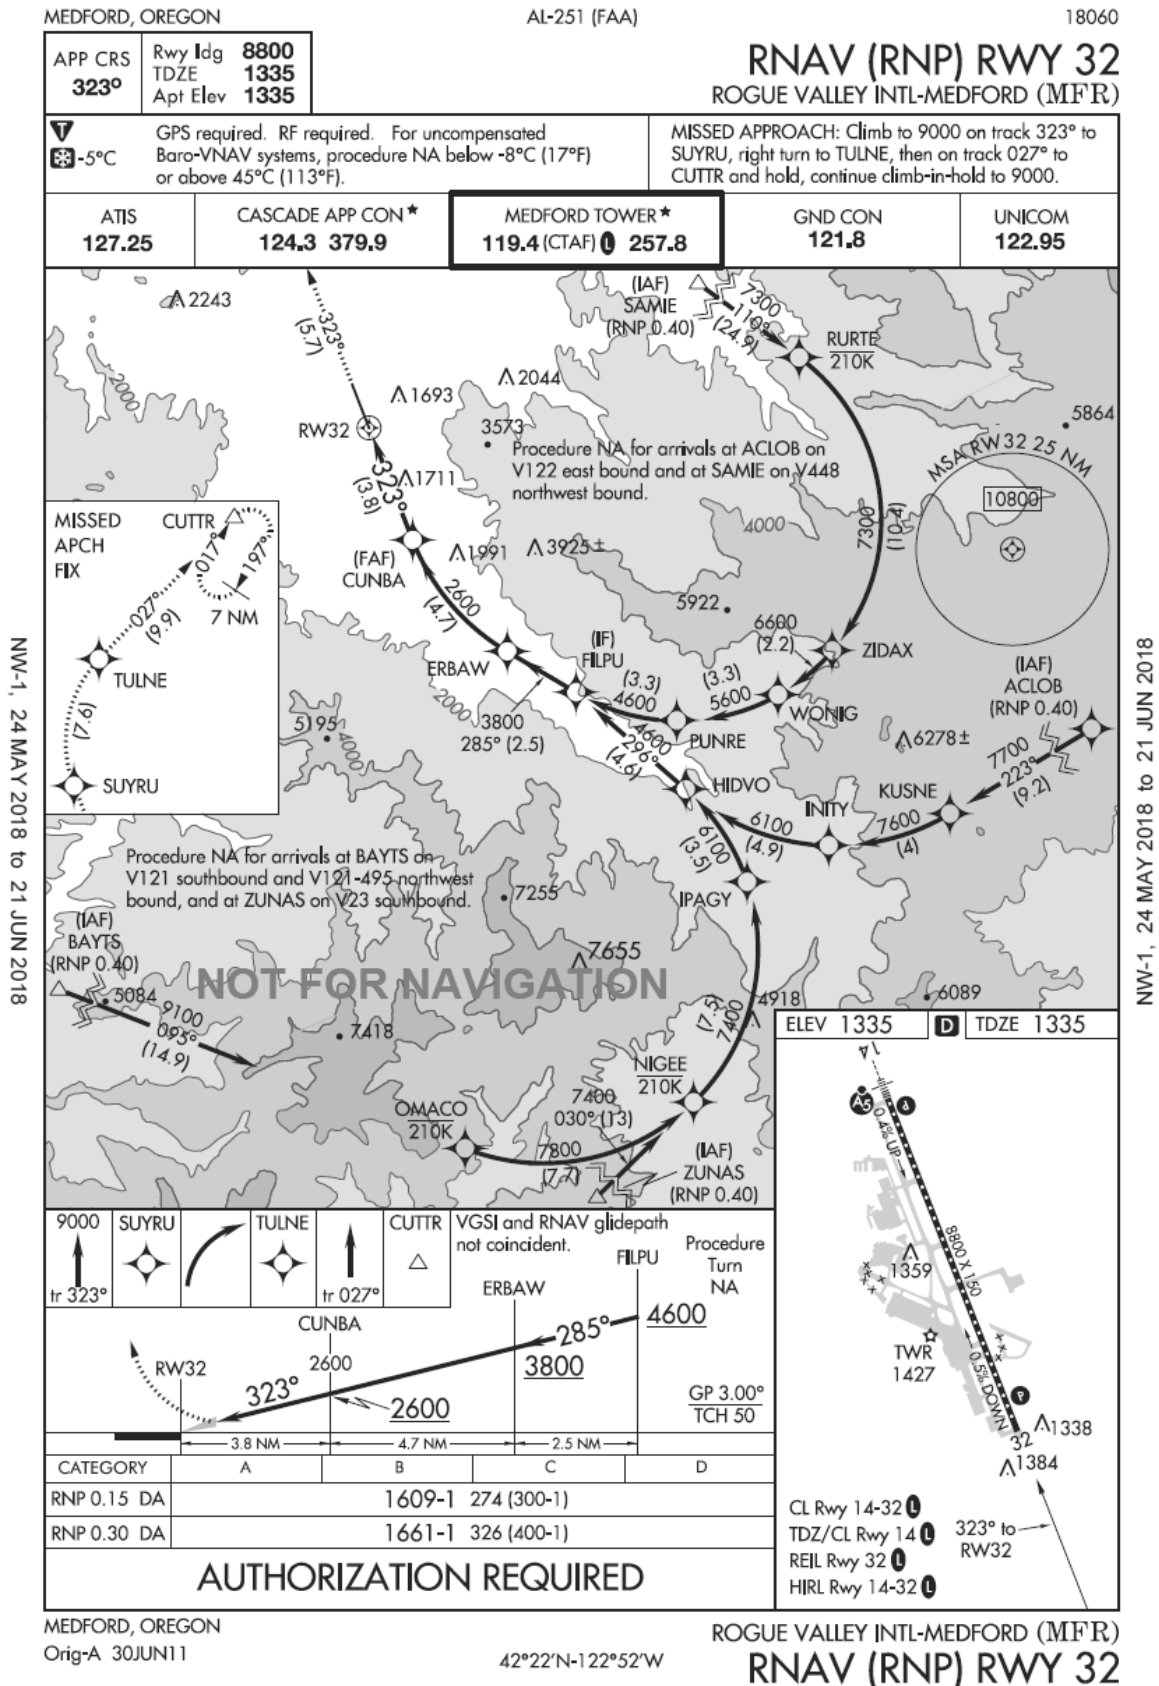 MEDFORD, OREGON
AL-251 (FAA)
18060
APP CRS
323°
Rwy ldg 8800
TDZE 1335
Apt Elev 1335
RNAV (RNP) RWY 32
ROGUE VALLEY INTL-MEDFORD (MFR)
T
-5°C
GPS required. RF required. For uncompensated
Baro-VNAV systems, procedure NA below -8°C (17°F)
or above 45°C (113°F).
MISSED APPROACH: Climb to 9000 on track 323° to
SUYRU, right turn to TULNE, then on track 027° to
CUTTR and hold, continue climb-in-hold to 9000.
ATIS
127.25
CASCADE APP CON★
124.3 379.9
MEDFORD TOWER★
119.4 (CTAF) L 257.8
GND CON
121.8
UNICOM
122.95
2243
323°
(5.7)
(IAF)
SAMIE
(RNP 0.40)
7300
110°
(24.9)
RURTE
210K
2000
1693
2044
RW32
3573
5864
Procedure NA for arrivals at ACLOB on
V122 east bound and at SAMIE on V448
northwest bound.
MSA RW32 25 NM
10800
323°
(3.8)
1711
4000
7300
(10.4)
MISSED
APCH
FIX
CUTTR
017°
197°
7 NM
027°
(9.9)
TULNE
(7.6)
SUYRU
(FAF)
CUNBA
1991
3925±
2600
(4.7)
5922
6600
(2.2)
ZIDAX
(IF)
FILPU
ERBAW
(3.3)
4600
(3.3)
5600
WONIG
PUNRE
(IAF)
ACLOB
(RNP 0.40)
2000
3800
285° (2.5)
4600
296°
(4.6)
5195
4000
6278±
7700
223°
(9.2)
HIDVO
KUSNE
INITY
6100
(4.9)
7600
(4)
6100
(3.5)
IPAGY
Procedure NA for arrivals at BAYTS on
V121 southbound and V121-495 northwest
bound, and at ZUNAS on V23 southbound.
7255
(IAF)
BAYTS
(RNP 0.40)
7655
NOT FOR NAVIGATION
5084
9100
095°
(14.9)
7418
(7.5)
7400
4918
6089
NIGEE
210K
7400
030° (13)
OMACO
210K
7800
(7.7)
(IAF)
ZUNAS
(RNP 0.40)
ELEV 1335
D
TDZE 1335
14
A5
P
0.4% UP
8800 X 150
1359
TWR
1427
0.5% DOWN
P
1338
32
1384
CL Rwy 14-32 L
TDZ/CL Rwy 14 L
REIL Rwy 32 L
HIRL Rwy 14-32 L
323° to
RW32
9000
tr 323°
SUYRU
TULNE
tr 027°
CUTTR
VGSI and RNAV glidepath
not coincident.
FILPU
Procedure
Turn
NA
ERBAW
CUNBA
RW32
2600
323°
2600
285°
4600
3800
GP 3.00°
TCH 50
3.8 NM
4.7 NM
2.5 NM
CATEGORY
A
B
C
D
RNP 0.15 DA
1609-1 274 (300-1)
RNP 0.30 DA
1661-1 326 (400-1)
AUTHORIZATION REQUIRED
MEDFORD, OREGON
Orig-A 30JUN11
42°22'N-122°52'W
ROGUE VALLEY INTL-MEDFORD (MFR)
RNAV (RNP) RWY 32
NW-1, 24 MAY 2018 to 21 JUN 2018
NW-1, 24 MAY 2018 to 21 JUN 2018